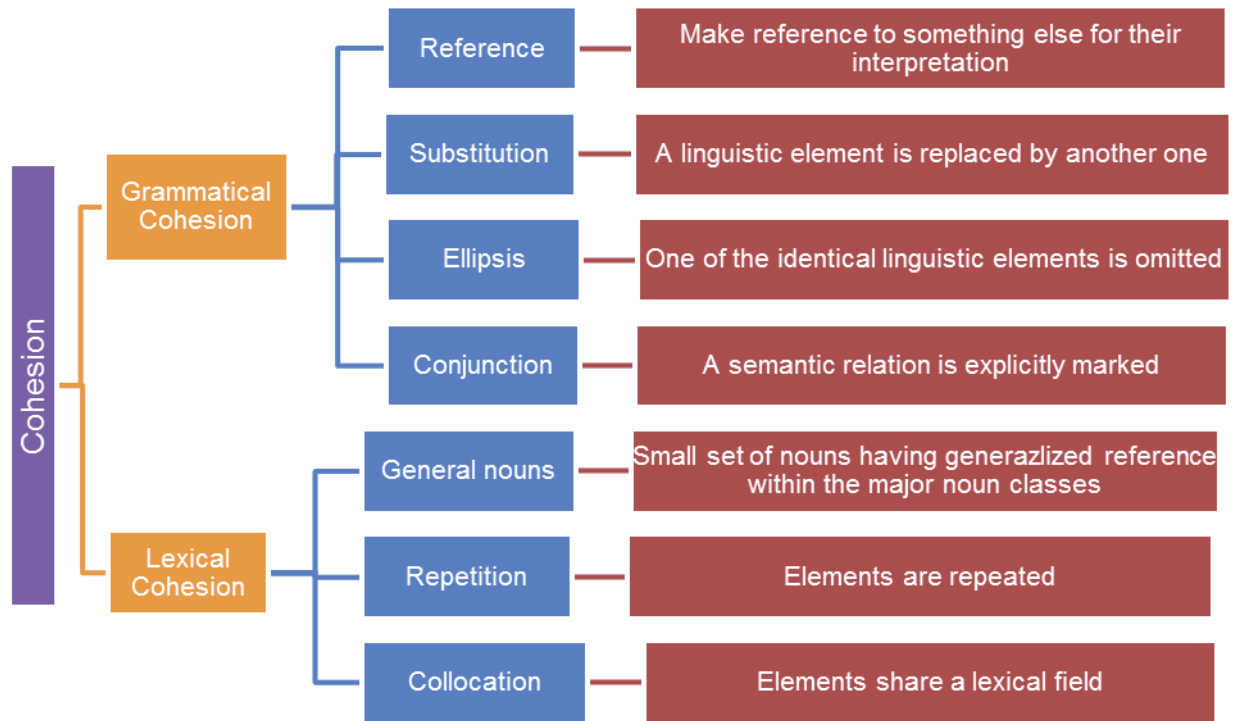 Cohesion
Grammatical
Cohesion
Reference
Make reference to something else for their
interpretation
Substitution
A linguistic element is replaced by another one
Ellipsis
One of the identical linguistic elements is omitted
Conjunction
A semantic relation is explicitly marked
Lexical
Cohesion
General nouns
Small set of nouns having generazlized reference
within the major noun classes
Repetition
Elements are repeated
Collocation
Elements share a lexical field